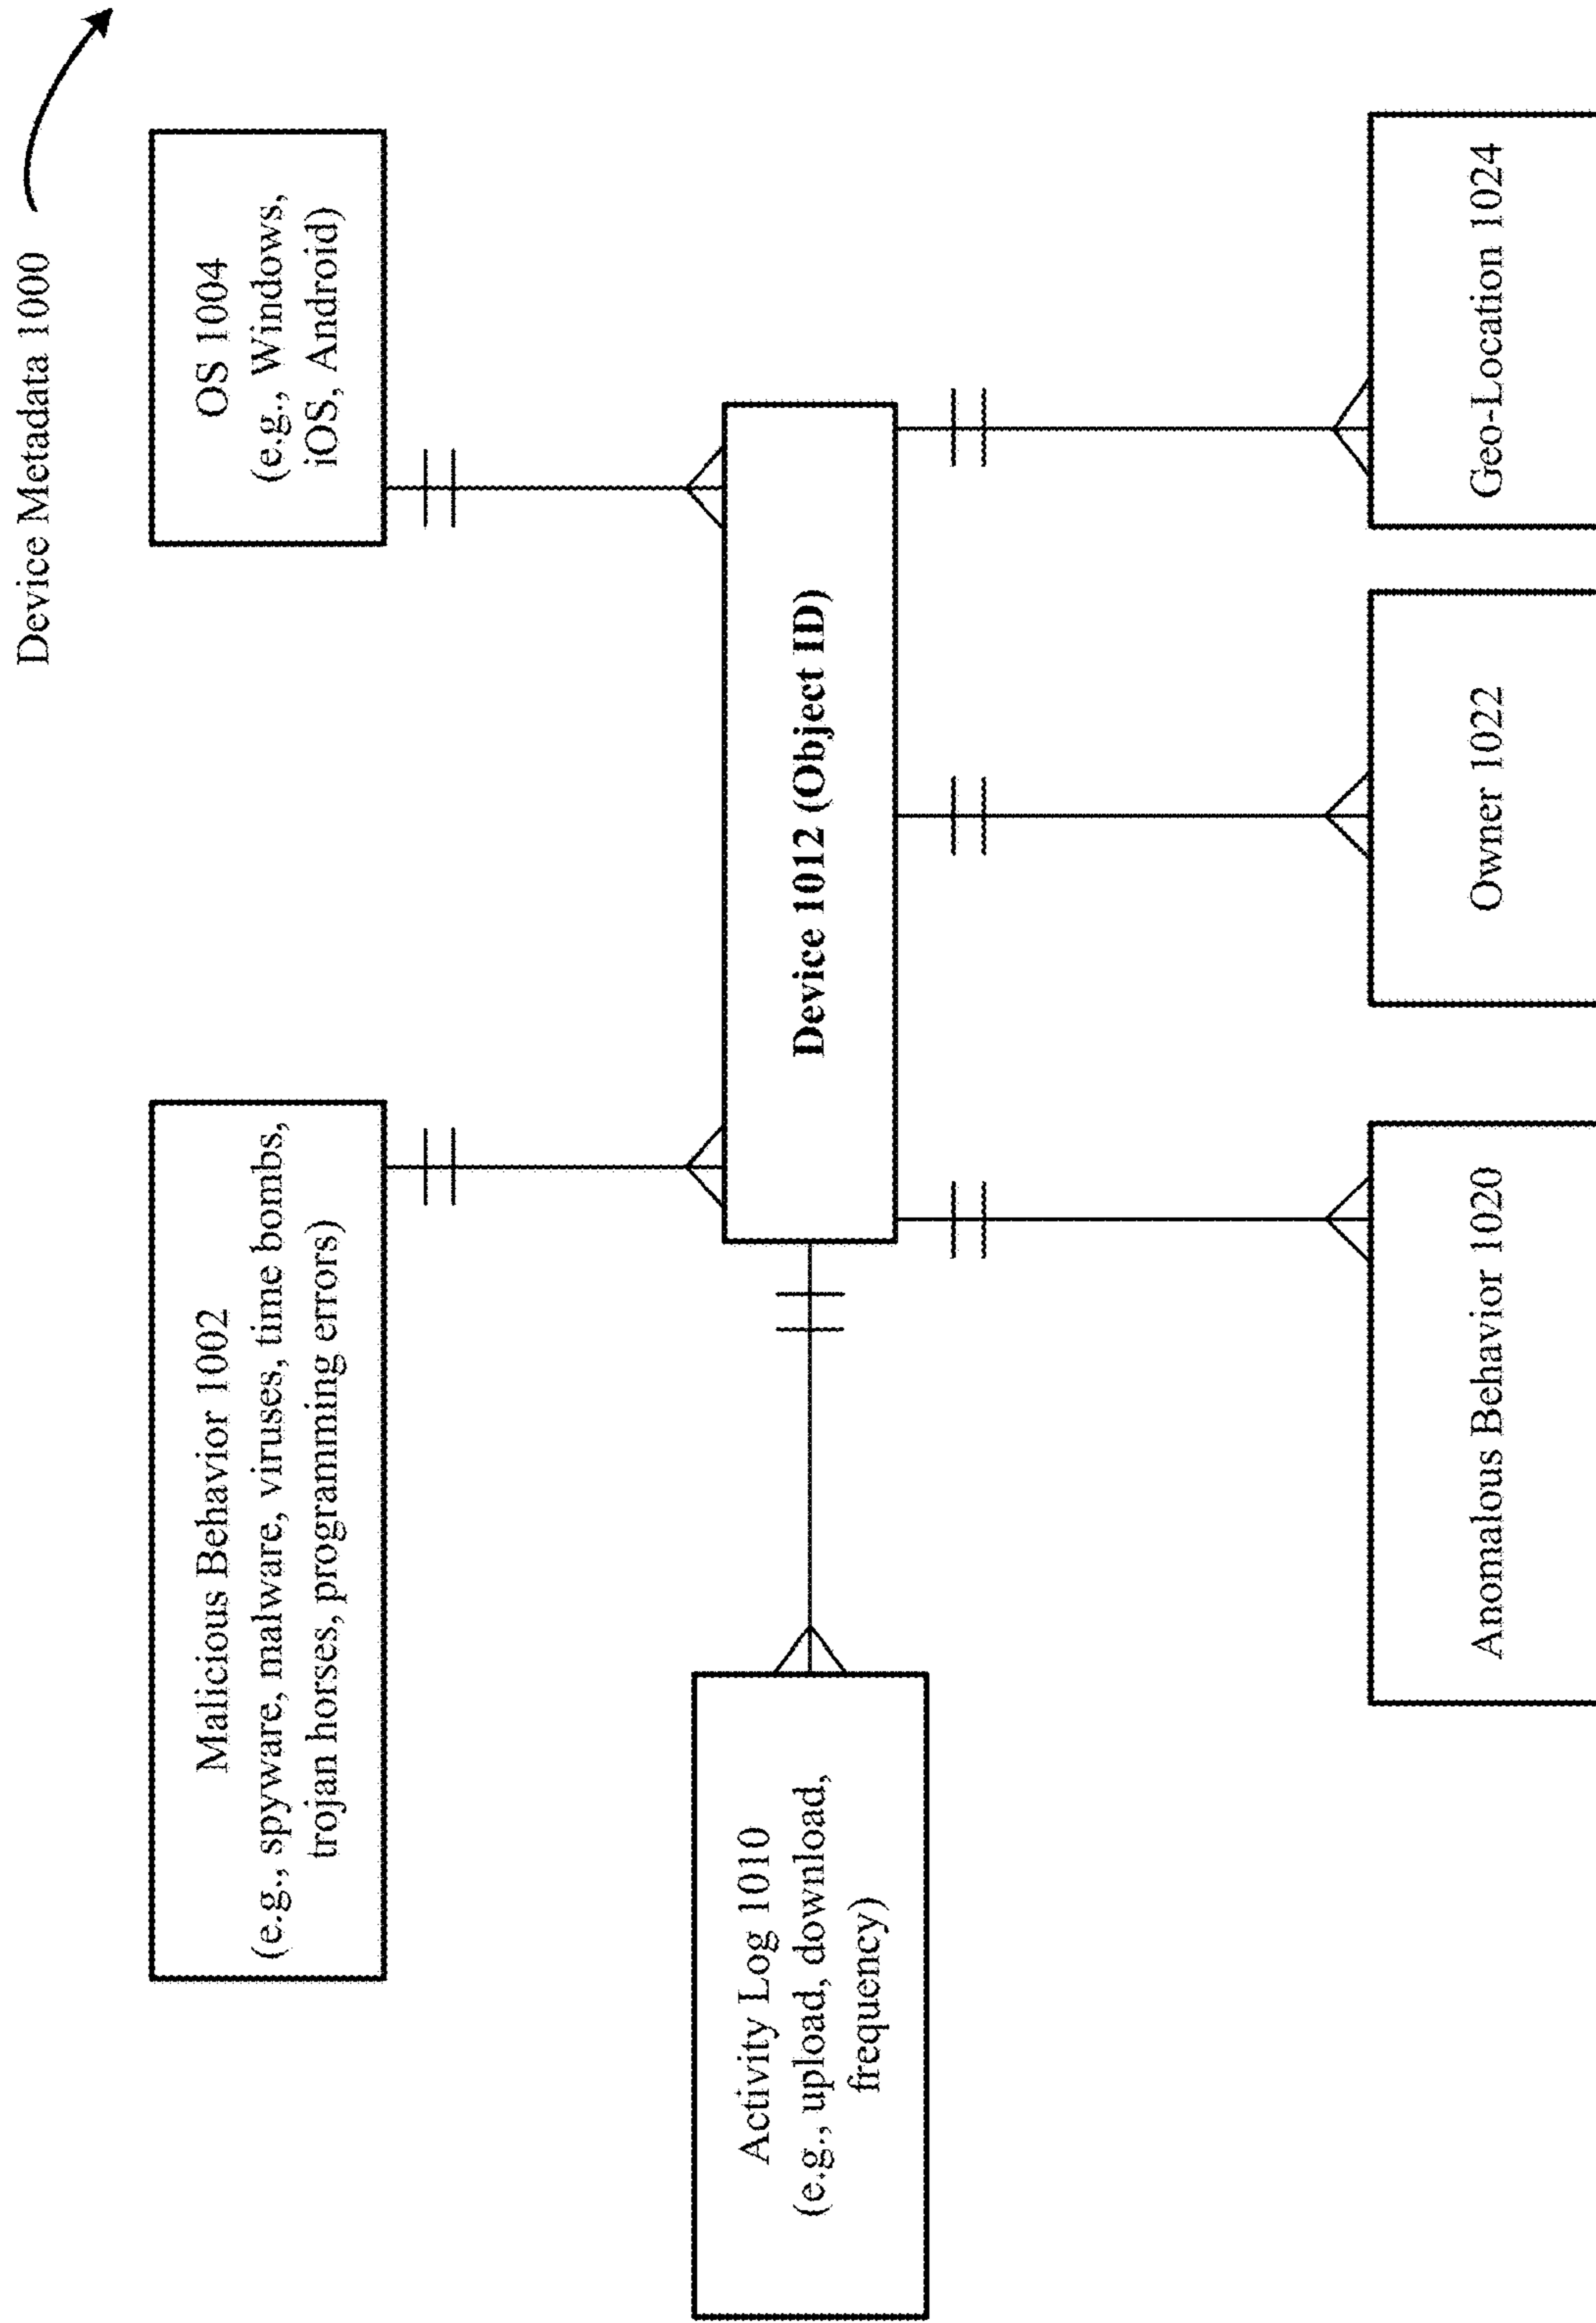 Device Metadata 1000
Malicious Behavior 1002
(e.g., spyware, malware, viruses, time bombs,
trojan horses, programming errors)
OS 1004
(e.g., Windows,
iOS, Android)
Activity Log 1010
(e.g., upload, download,
frequency)
Device 1012 (Object ID)
Anomalous Behavior 1020
Owner 1022
Geo-Location 1024